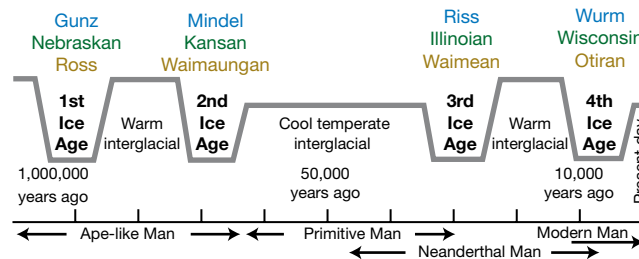 Gunz
Nebraskan
Ross
Mindel
Kansan
Waimaungan
Riss
Illinoian
Waimean
Wurm
Wisconsin
Otiran
1st
Ice
Age
Warm
interglacial
2nd
Ice
Age
Cool temperate
interglacial
3rd
Ice
Age
Warm
interglacial
4th
Ice
Age
Present day
1,000,000
years ago
50,000
years ago
10,000
years ago
Ape-like Man
Primitive Man
Modern Man
Neanderthal Man